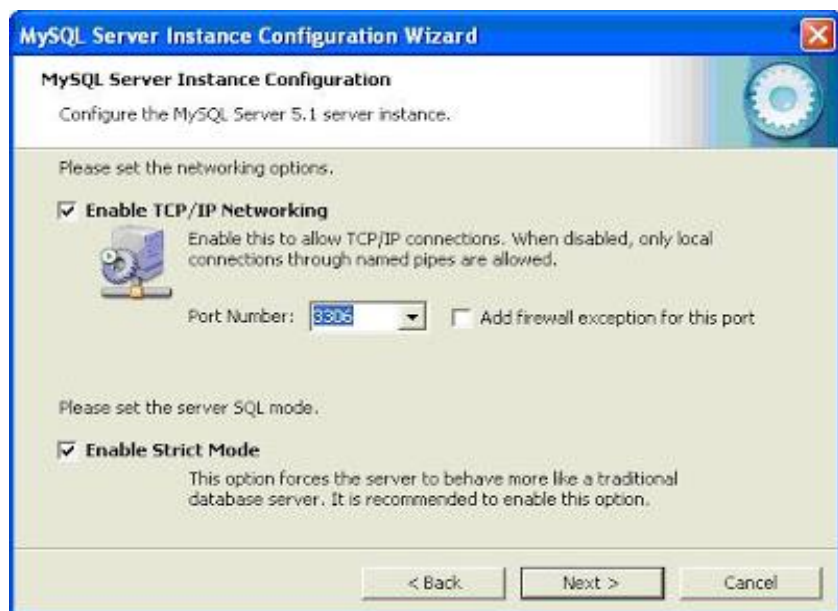 MySQL Server Instance Configuration Wizard
MySQL Server Instance Configuration
Configure the MySQL Server 5.1 server instance.
Please set the networking options.
Enable TCP/IP Networking
Enable this to allow TCP/IP connections. When disabled, only local
connections through named pipes are allowed.
Port Number: 3306 Add firewall exception for this port
Please set the server SQL mode.
Enable Strict Mode
This option forces the server to behave more like a traditional
database server. It is recommended to enable this option.
< Back Next > Cancel